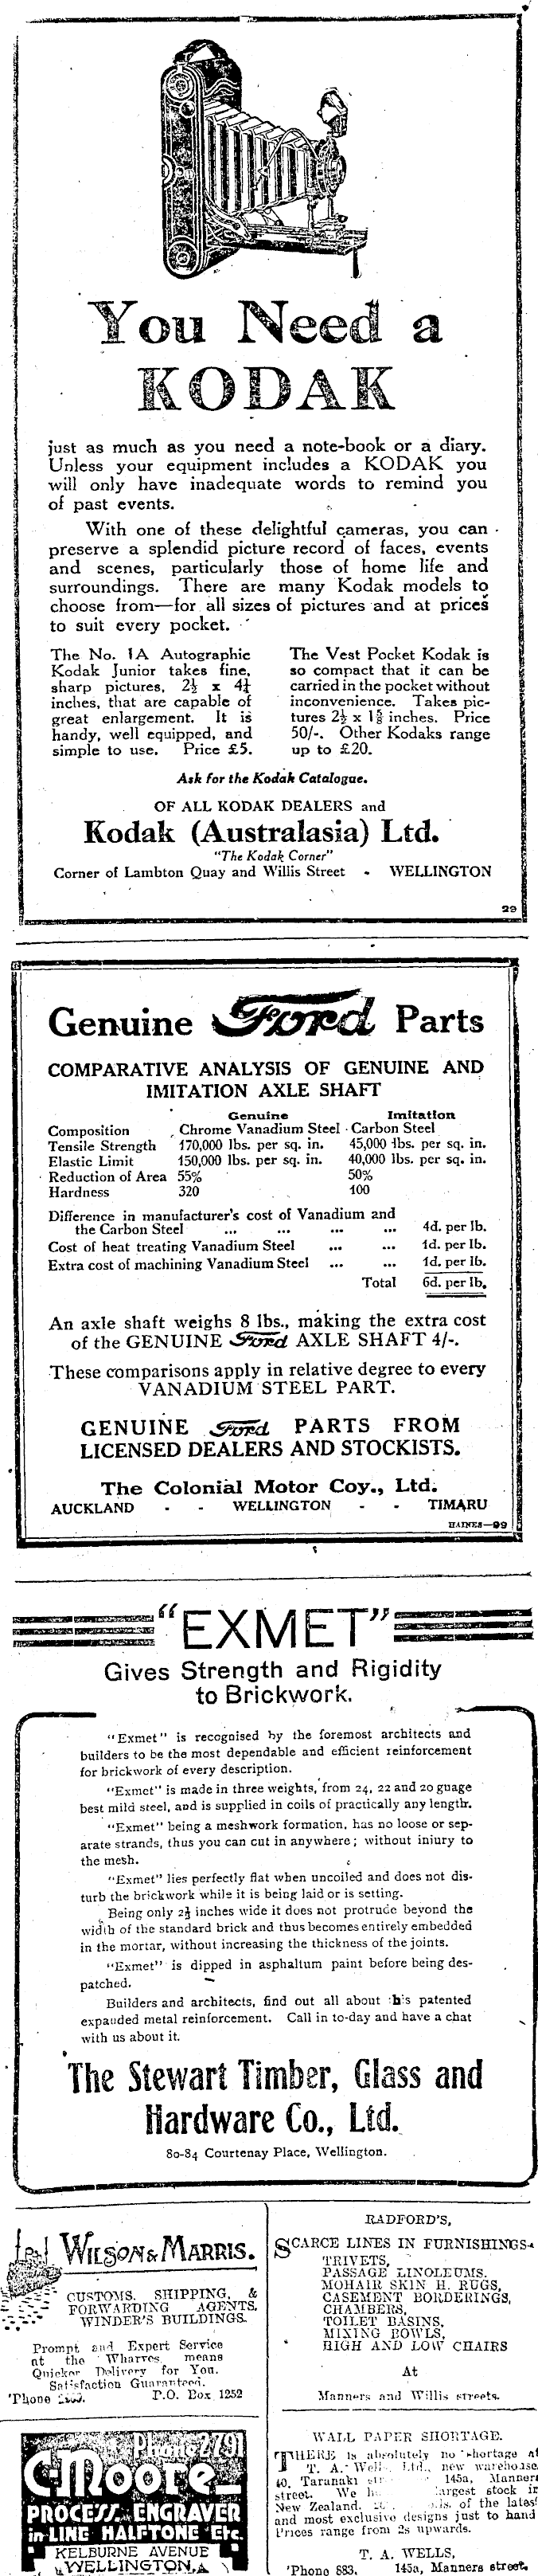 You Need a
KODAK
just as much as you need a note-book or a diary.
Unless your equipment includes a KODAK you
will only have inadequate words to remind you
of past events.
With one of these delightful cameras, you can
preserve a splendid picture record of faces, events
and scenes, particularly those of home life and
surroundings. There are many Kodak models to
choose from—for all sizes of pictures and at prices
to suit every pocket.
The No. 1A Autographic
Kodak Junior takes fine,
sharp pictures, 2½ x 4¼
inches, that are capable of
great enlargement. It is
handy, well equipped, and
simple to use. Price £5.
The Vest Pocket Kodak is
so compact that it can be
carried in the pocket without
inconvenience. Takes pic-
tures 2½ x 1⅝ inches. Price
50/-. Other Kodaks range
up to £20.
Ask for the Kodak Catalogue.
OF ALL KODAK DEALERS and
Kodak (Australasia) Ltd.
"The Kodak Corner"
Corner of Lambton Quay and Willis Street - WELLINGTON
29
Genuine Ford Parts
COMPARATIVE ANALYSIS OF GENUINE AND
IMITATION AXLE SHAFT
Genuine Imitation
Composition Chrome Vanadium Steel Carbon Steel
Tensile Strength 170,000 lbs. per sq. in. 45,000 lbs. per sq. in.
Elastic Limit 150,000 lbs. per sq. in. 40,000 lbs. per sq. in.
Reduction of Area 55% 50%
Hardness 320 100
Difference in manufacturer's cost of Vanadium and
the Carbon Steel ... ... ... ... 4d. per lb.
Cost of heat treating Vanadium Steel ... ... 1d. per lb.
Extra cost of machining Vanadium Steel ... ... 1d. per lb.
Total 6d. per lb.
An axle shaft weighs 8 lbs., making the extra cost
of the GENUINE Ford AXLE SHAFT 4/-.
These comparisons apply in relative degree to every
VANADIUM STEEL PART.
GENUINE Ford PARTS FROM
LICENSED DEALERS AND STOCKISTS.
The Colonial Motor Coy., Ltd.
AUCKLAND - - WELLINGTON - - TIMARU
HAINES—99
"EXMET"
Gives Strength and Rigidity
to Brickwork.
"Exmet" is recognised by the foremost architects and
builders to be the most dependable and efficient reinforcement
for brickwork of every description.
"Exmet" is made in three weights, from 24, 22 and 20 guage
best mild steel, and is supplied in coils of practically any length.
"Exmet" being a meshwork formation, has no loose or sep-
arate strands, thus you can cut in anywhere; without iniury to
the mesh.
"Exmet" lies perfectly flat when uncoiled and does not dis-
turb the brickwork while it is being laid or is setting.
Being only 2½ inches wide it does not protrude beyond the
width of the standard brick and thus becomes entirely embedded
in the mortar, without increasing the thickness of the joints.
"Exmet" is dipped in asphaltum paint before being des-
patched.
Builders and architects, find out all about this patented
expanded metal reinforcement. Call in to-day and have a chat
with us about it.
The Stewart Timber, Glass and
Hardware Co., Ltd.
80-84 Courtenay Place, Wellington.
WILSON & MARRIS.
CUSTOMS, SHIPPING, &
FORWARDING AGENTS.
WINDER'S BUILDINGS.
Prompt and Expert Service
at the Wharves means
Quicker Delivery for You.
Satisfaction Guaranteed.
'Phone P.O. Box 1252
C. Moore
Phone 2791
PROCESS ENGRAVER
in LINE HALFTONE Etc.
KELBURNE AVENUE
WELLINGTON
RADFORD'S,
SCARCE LINES IN FURNISHINGS—
TRIVETS,
PASSAGE LINOLEUMS,
MOHAIR SKIN H. RUGS,
CASEMENT BORDERINGS,
CHAMBERS,
TOILET BASINS,
MIXING BOWLS,
HIGH AND LOW CHAIRS
At
Manners and Willis streets.
WALL PAPER SHORTAGE.
THERE is absolutely no shortage at
T. A. Wells, Ltd., new warehouse,
40, Taranaki 145a, Manners
street. We largest stock in
New Zealand. of the latest
and most exclusive designs just to hand
Prices range from 2s upwards.
T. A. WELLS,
'Phone 883. 145a, Manners street.